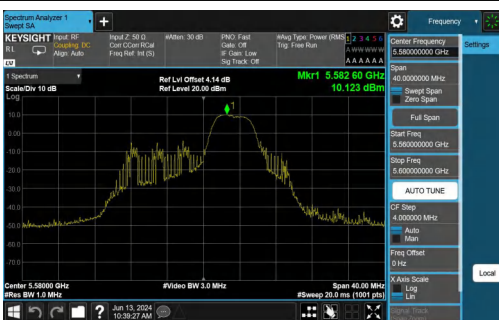 Spectrum Analyzer 1
Swept SA
+
Frequency
KEYSIGHT Input: RF
Coupling: DC
Align: Auto
R L
LVI
Input Z: 50 Ω
Corr CCorr RCal
Freq Ref: Int (S)
#Atten: 30 dB
PNO: Fast
Gate: Off
IF Gain: Low
Sig Track: Off
#Avg Type: Power (RMS
Trig: Free Run
1 2 3 4 5 6
A W W W W W
A A A A A A
1 Spectrum
Scale/Div 10 dB
Ref Lvl Offset 4.14 dB
Ref Level 20.00 dBm
Mkr1 5.582 60 GHz
10.123 dBm
Log
1
10.0
0.00
-10.0
-20.0
-30.0
-40.0
-50.0
-60.0
-70.0
Center 5.58000 GHz
#Res BW 1.0 MHz
#Video BW 3.0 MHz
Span 40.00 MHz
#Sweep 20.0 ms (1001 pts)
Center Frequency
5.580000000 GHz
Settings
Span
40.0000000 MHz
Swept Span
Zero Span
Full Span
Start Freq
5.560000000 GHz
Stop Freq
5.600000000 GHz
AUTO TUNE
CF Step
4.000000 MHz
Auto
Man
Freq Offset
0 Hz
X Axis Scale
Log
Lin
Local
Signal Track
?
Jun 13, 2024
10:39:27 AM